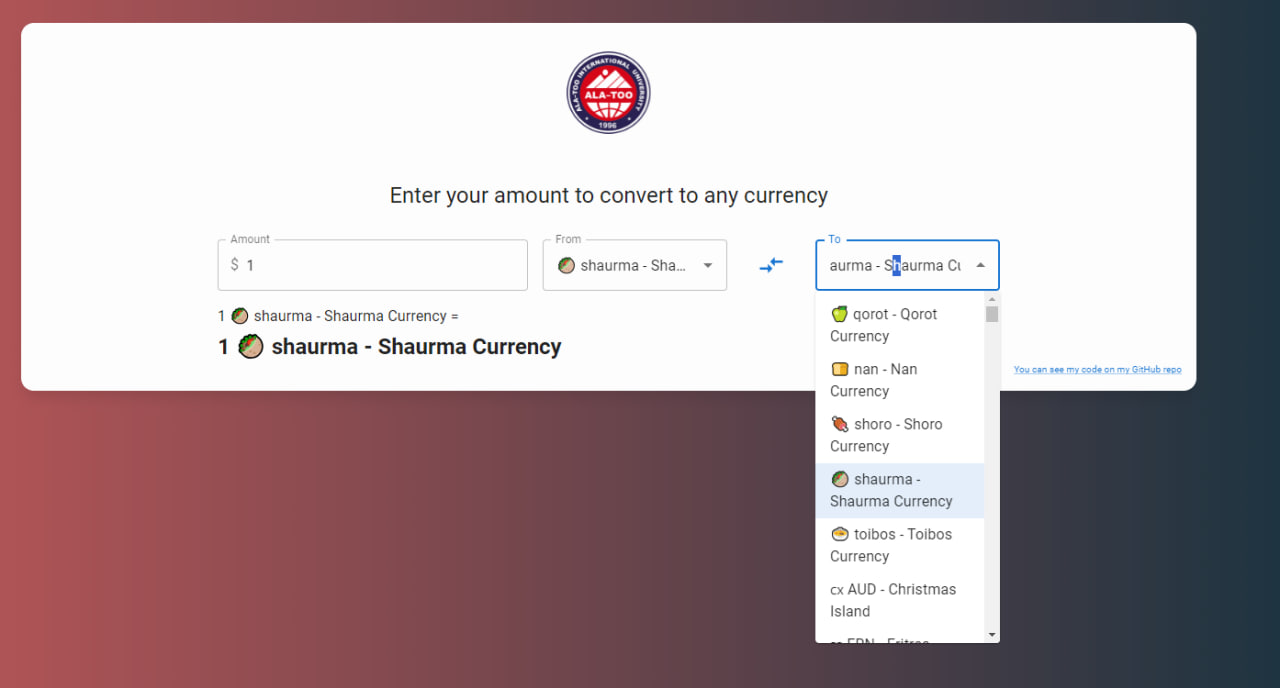 ALA-TOO INTERNATIONAL UNIVERSITY
ALA-TOO
1996
Enter your amount to convert to any currency
Amount
$ 1
From
shaurma - Sha...
To
aurma - Shaurma Cu
1 shaurma - Shaurma Currency =
1 shaurma - Shaurma Currency
qorot - Qorot
Currency
nan - Nan
Currency
shoro - Shoro
Currency
shaurma -
Shaurma Currency
toibos - Toibos
Currency
CX AUD - Christmas
Island
ERN - Eritrea
You can see my code on my GitHub repo